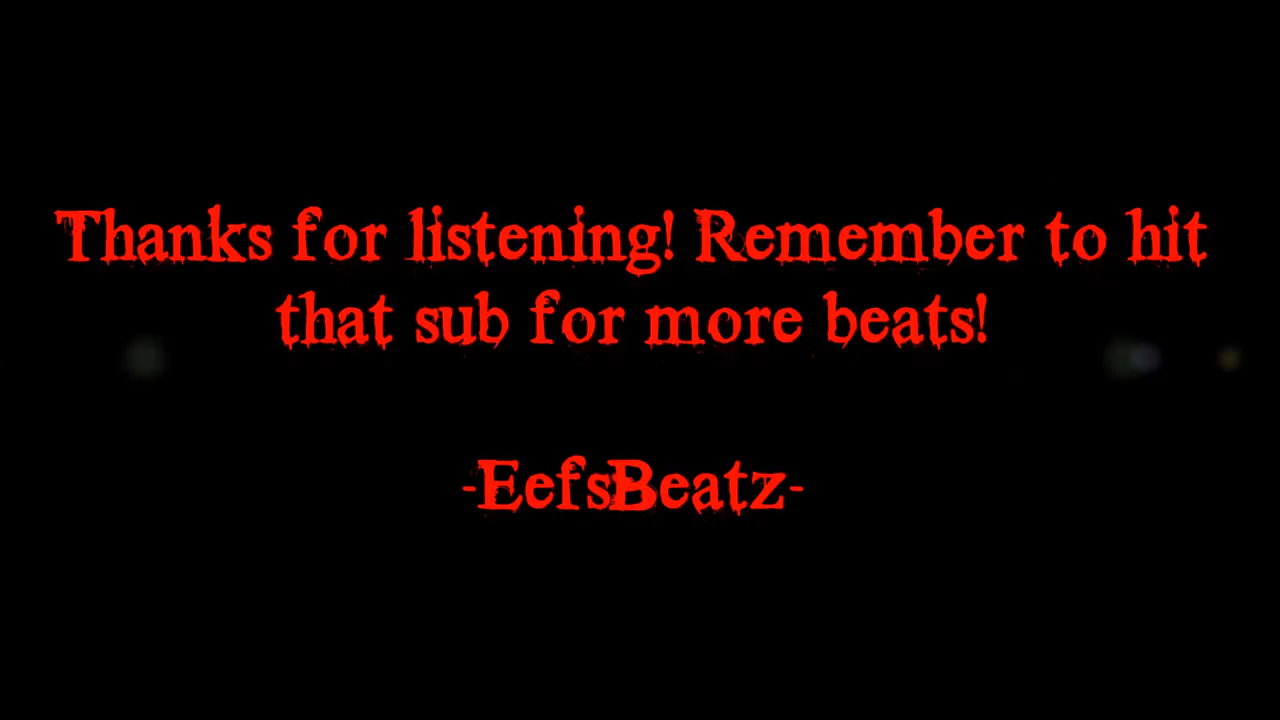 Thanks for listening! Remember to hit
that sub for more beats!
-EefsBeatz-